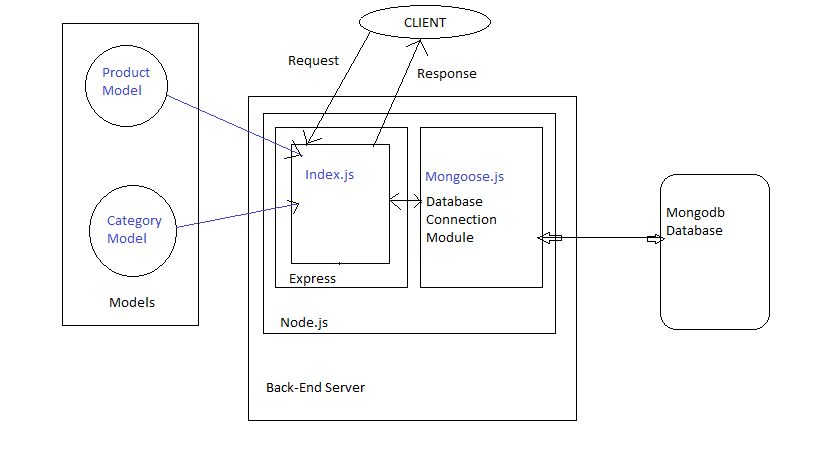 CLIENT
Request
Response
Product
Model
Category
Model
Models
Index.js
Express
Mongoose.js
Database
Connection
Module
Node.js
Back-End Server
Mongodb
Database